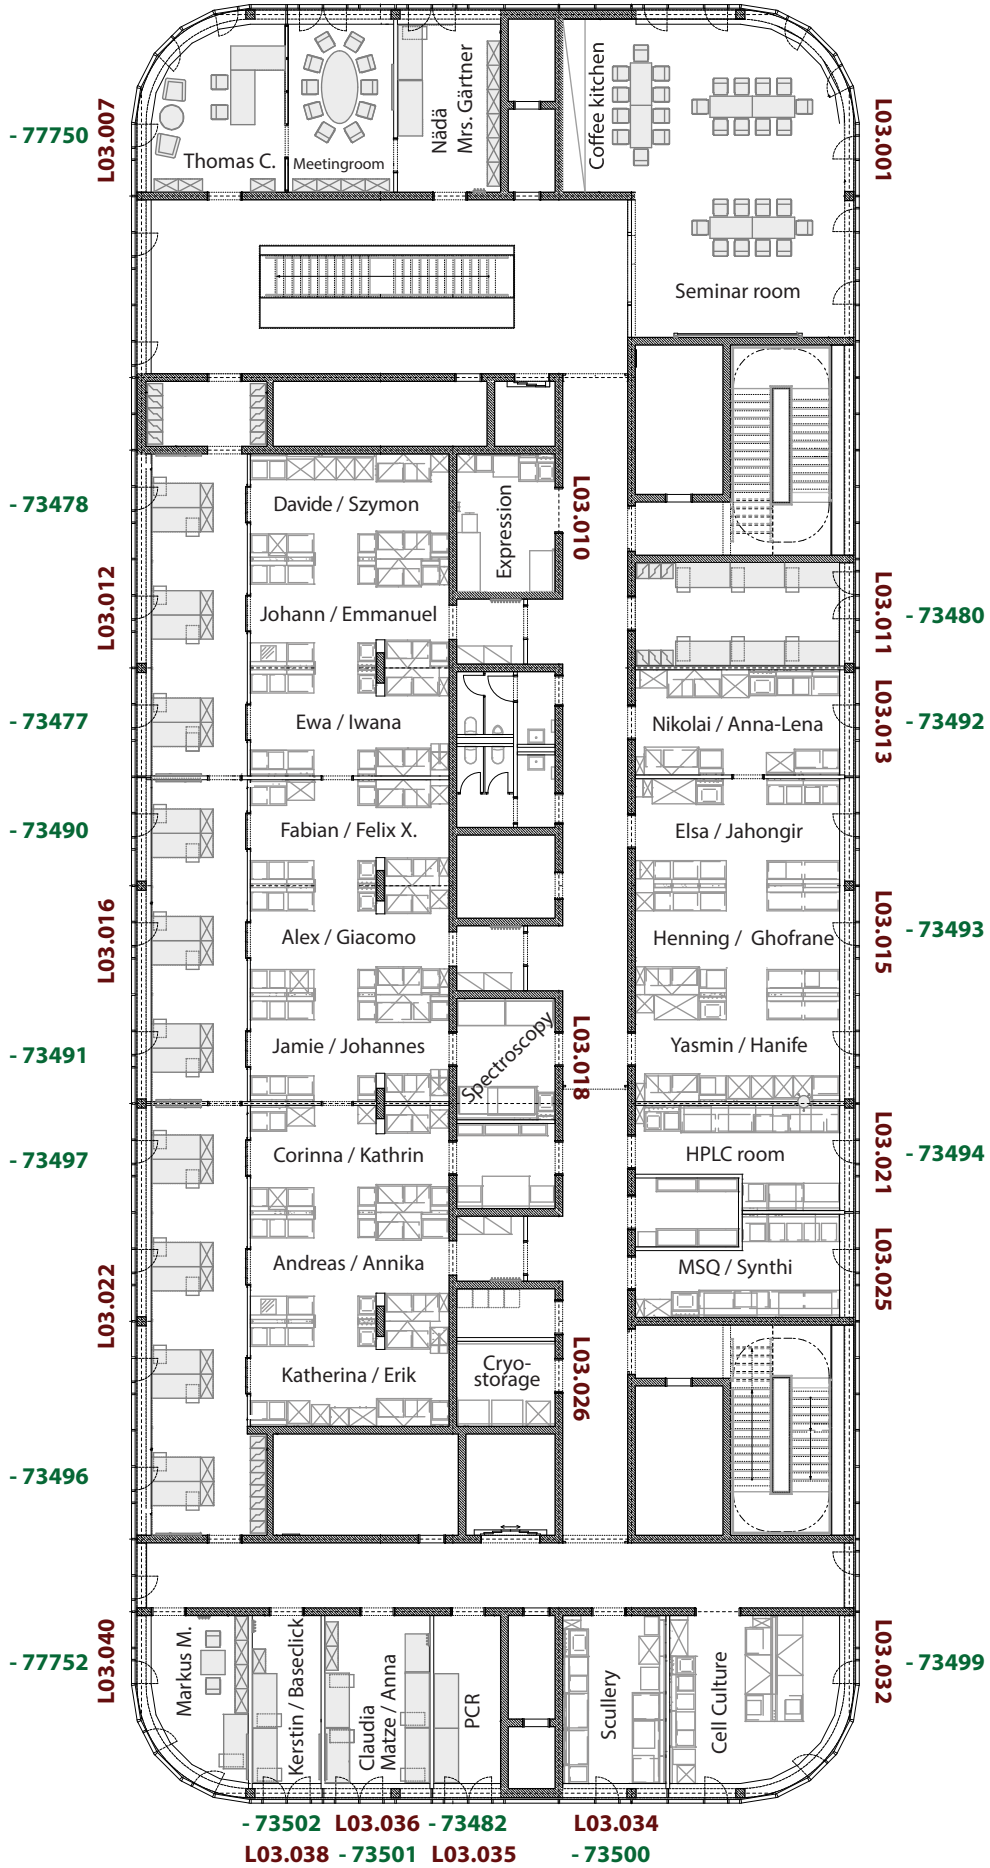 L03.007
- 77750
Thomas C.
Meetingroom
Nädä
Mrs. Gärtner
Coffee kitchen
L03.001
Seminar room
- 73478
Davide / Szymon
Expression
L03.010
L03.012
Johann / Emmanuel
L03.011
- 73480
- 73477
Ewa / Iwana
Nikolai / Anna-Lena
L03.013
- 73492
- 73490
Fabian / Felix X.
Elsa / Jahongir
L03.016
Alex / Giacomo
Henning / Ghofrane
L03.015
- 73493
- 73491
Jamie / Johannes
Spectroscopy
L03.018
Yasmin / Hanife
- 73497
Corinna / Kathrin
HPLC room
L03.021
- 73494
L03.022
Andreas / Annika
MSQ / Synthi
L03.025
Katherina / Erik
Cryo-
storage
L03.026
- 73496
- 77752
L03.040
Markus M.
Kerstin / Baseclick
Claudia
Matze / Anna
PCR
Scullery
Cell Culture
L03.032
- 73499
- 73502 L03.036 - 73482 L03.034
L03.038 - 73501 L03.035 - 73500